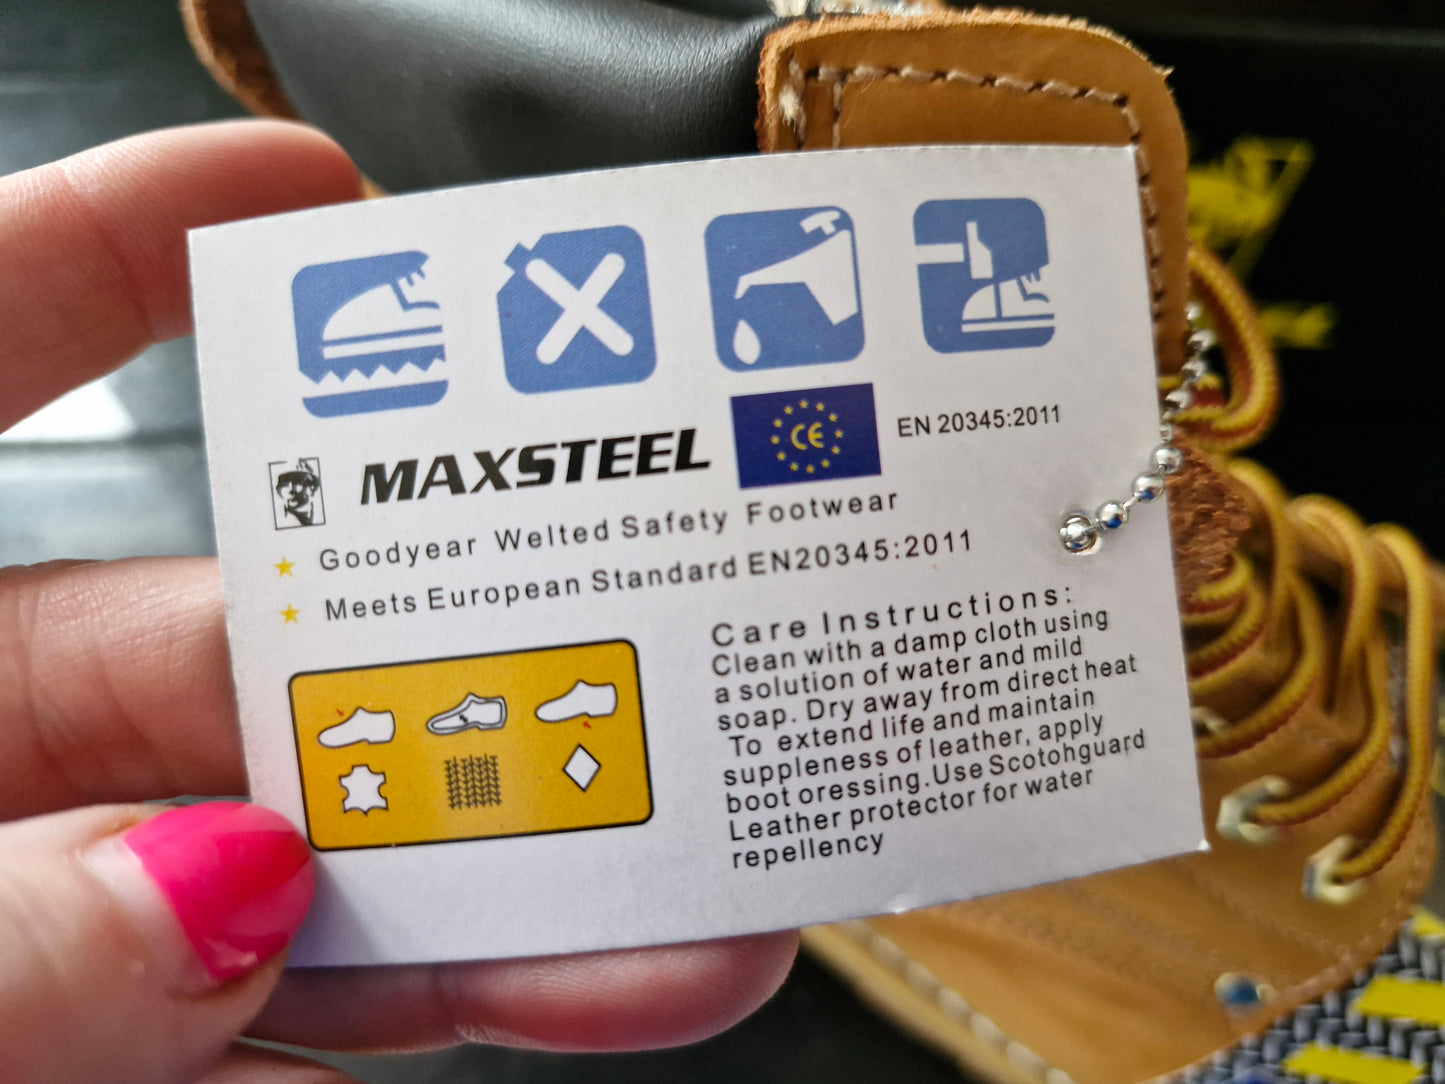 MAXSTEEL
CE
EN 20345:2011
Goodyear Welted Safety Footwear
Meets European Standard EN20345:2011
Care Instructions:
Clean with a damp cloth using
a solution of water and mild
soap. Dry away from direct heat
To extend life and maintain
suppleness of leather, apply
boot oressing.Use Scotohguard
Leather protector for water
repellency